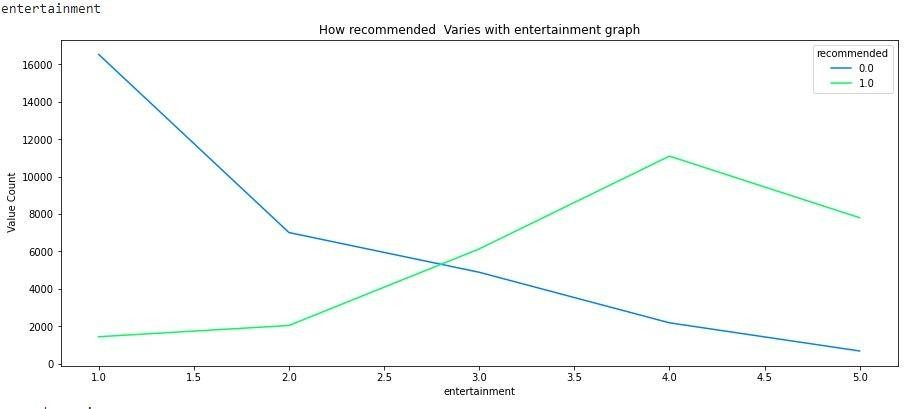 entertainment
How recommended  Varies with entertainment graph
recommended
0.0
1.0
Value Count
16000
14000
12000
10000
8000
6000
4000
2000
0
1.0 1.5 2.0 2.5 3.0 3.5 4.0 4.5 5.0
entertainment